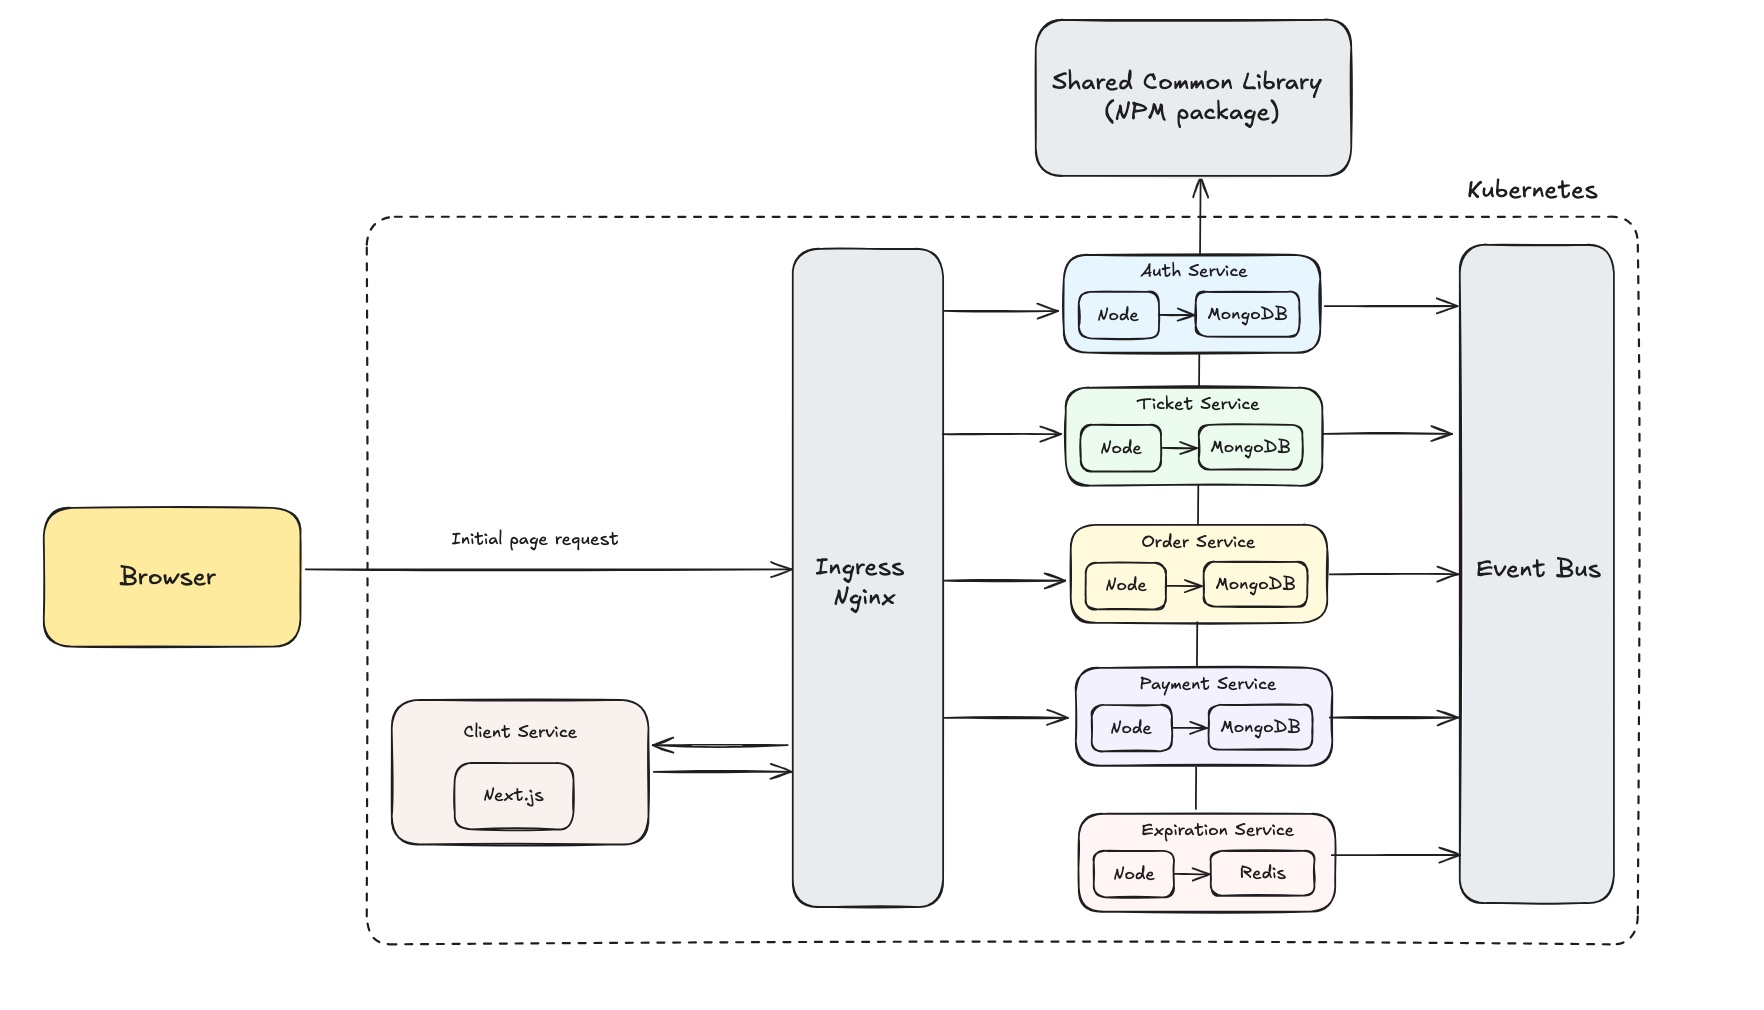 Shared Common Library
(NPM package)
Kubernetes
Auth Service
Node
MongoDB
Ticket Service
Node
MongoDB
Browser
Initial page request
Ingress
Nginx
Order Service
Node
MongoDB
Event Bus
Client Service
Next.js
Payment Service
Node
MongoDB
Expiration Service
Node
Redis